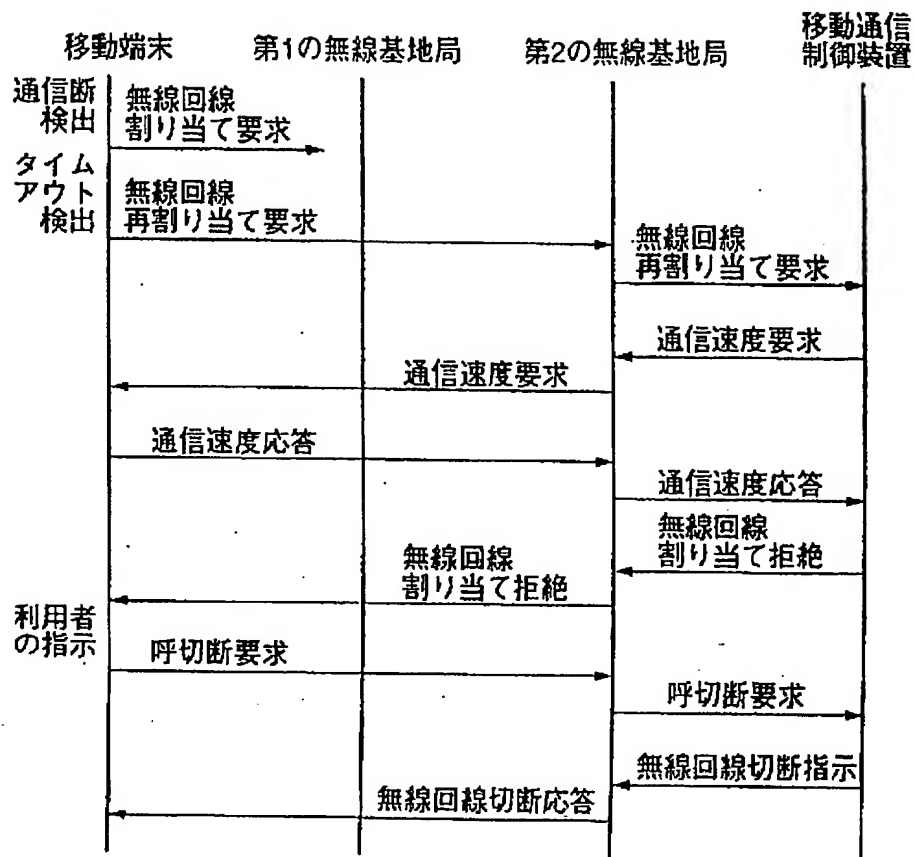 移動端末
第1の無線基地局
第2の無線基地局
移動通信
制御装置
通信断
検出
無線回線
割り当て要求
タイム
アウト
検出
無線回線
再割り当て要求
無線回線
再割り当て要求
通信速度要求
通信速度要求
通信速度応答
通信速度応答
無線回線
割り当て拒絶
無線回線
割り当て拒絶
利用者
の指示
呼切断要求
呼切断要求
無線回線切断指示
無線回線切断応答